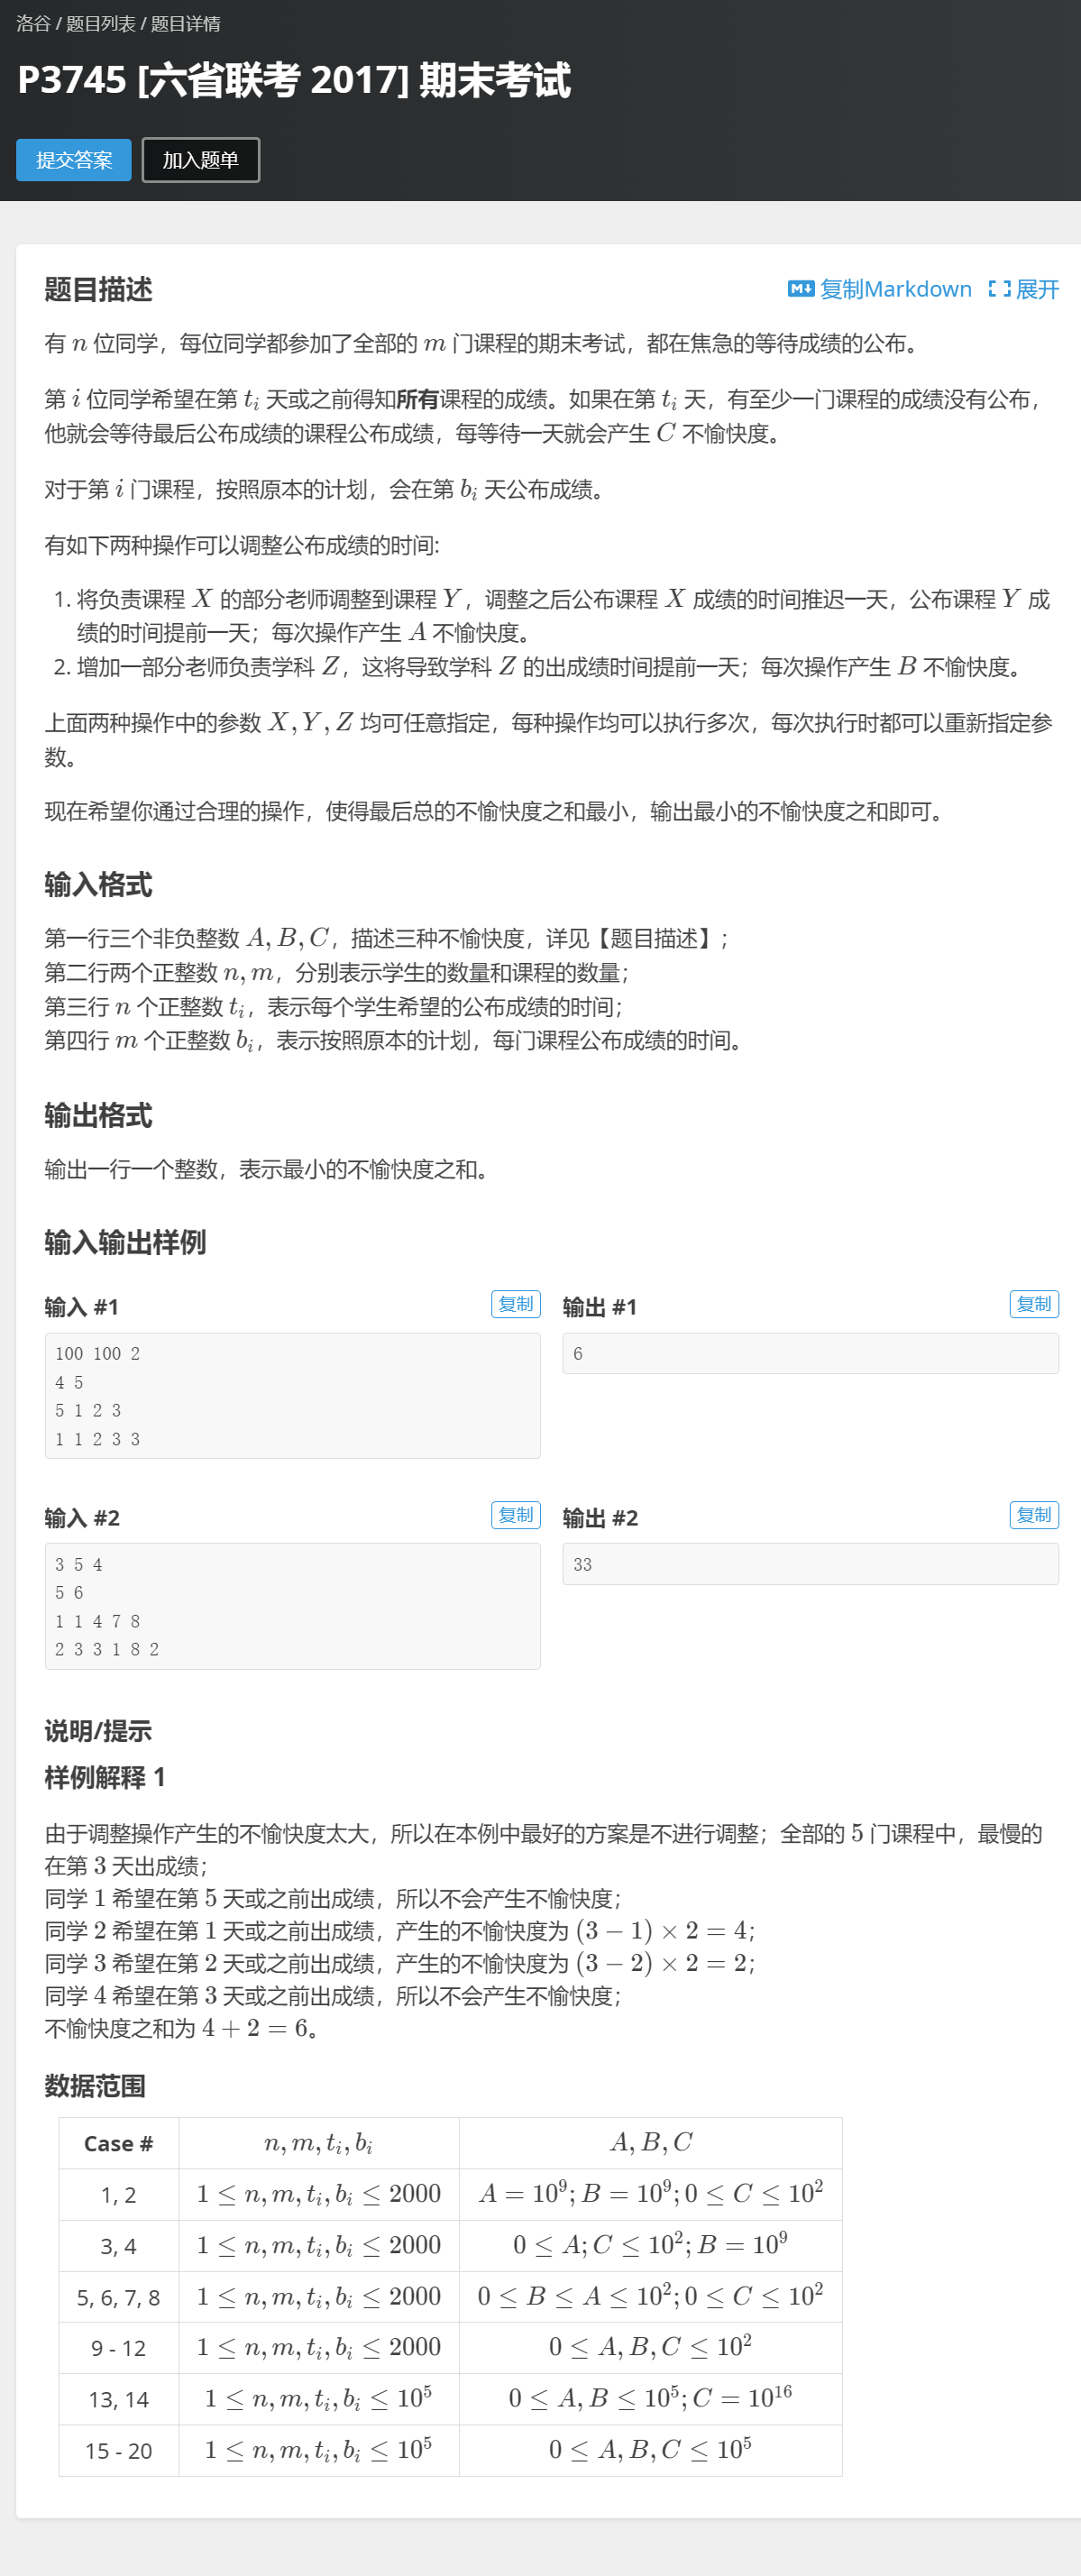 洛谷 / 题目列表 / 题目详情
P3745 [六省联考 2017] 期末考试
提交答案 加入题单
题目描述 复制Markdown 展开
有 n 位同学，每位同学都参加了全部的 m 门课程的期末考试，都在焦急的等待成绩的公布。
第 i 位同学希望在第 t_i 天或之前得知所有课程的成绩。如果在第 t_i 天，有至少一门课程的成绩没有公布，
他就会等待最后公布成绩的课程公布成绩，每等待一天就会产生 C 不愉快度。
对于第 i 门课程，按照原本的计划，会在第 b_i 天公布成绩。
有如下两种操作可以调整公布成绩的时间:
1. 将负责课程 X 的部分老师调整到课程 Y，调整之后公布课程 X 成绩的时间推迟一天，公布课程 Y 成
绩的时间提前一天；每次操作产生 A 不愉快度。
2. 增加一部分老师负责学科 Z，这将导致学科 Z 的出成绩时间提前一天；每次操作产生 B 不愉快度。
上面两种操作中的参数 X, Y, Z 均可任意指定，每种操作均可以执行多次，每次执行时都可以重新指定参
数。
现在希望你通过合理的操作，使得最后总的不愉快度之和最小，输出最小的不愉快度之和即可。
输入格式
第一行三个非负整数 A, B, C，描述三种不愉快度，详见【题目描述】；
第二行两个正整数 n, m，分别表示学生的数量和课程的数量；
第三行 n 个正整数 t_i，表示每个学生希望的公布成绩的时间；
第四行 m 个正整数 b_i，表示按照原本的计划，每门课程公布成绩的时间。
输出格式
输出一行一个整数，表示最小的不愉快度之和。
输入输出样例
输入 #1 复制 输出 #1 复制
100 100 2
4 5
5 1 2 3
1 1 2 3 3
6
输入 #2 复制 输出 #2 复制
3 5 4
5 6
1 1 4 7 8
2 3 3 1 8 2
33
说明/提示
样例解释 1
由于调整操作产生的不愉快度太大，所以在本例中最好的方案是不进行调整；全部的 5 门课程中，最慢的
在第 3 天出成绩；
同学 1 希望在第 5 天或之前出成绩，所以不会产生不愉快度；
同学 2 希望在第 1 天或之前出成绩，产生的不愉快度为 (3 − 1) × 2 = 4；
同学 3 希望在第 2 天或之前出成绩，产生的不愉快度为 (3 − 2) × 2 = 2；
同学 4 希望在第 3 天或之前出成绩，所以不会产生不愉快度；
不愉快度之和为 4 + 2 = 6。
数据范围
Case # n, m, t_i, b_i A, B, C
1, 2 1 ≤ n, m, t_i, b_i ≤ 2000 A = 10^9; B = 10^9; 0 ≤ C ≤ 10^2
3, 4 1 ≤ n, m, t_i, b_i ≤ 2000 0 ≤ A; C ≤ 10^2; B = 10^9
5, 6, 7, 8 1 ≤ n, m, t_i, b_i ≤ 2000 0 ≤ B ≤ A ≤ 10^2; 0 ≤ C ≤ 10^2
9 - 12 1 ≤ n, m, t_i, b_i ≤ 2000 0 ≤ A, B, C ≤ 10^2
13, 14 1 ≤ n, m, t_i, b_i ≤ 10^5 0 ≤ A, B ≤ 10^5; C = 10^16
15 - 20 1 ≤ n, m, t_i, b_i ≤ 10^5 0 ≤ A, B, C ≤ 10^5